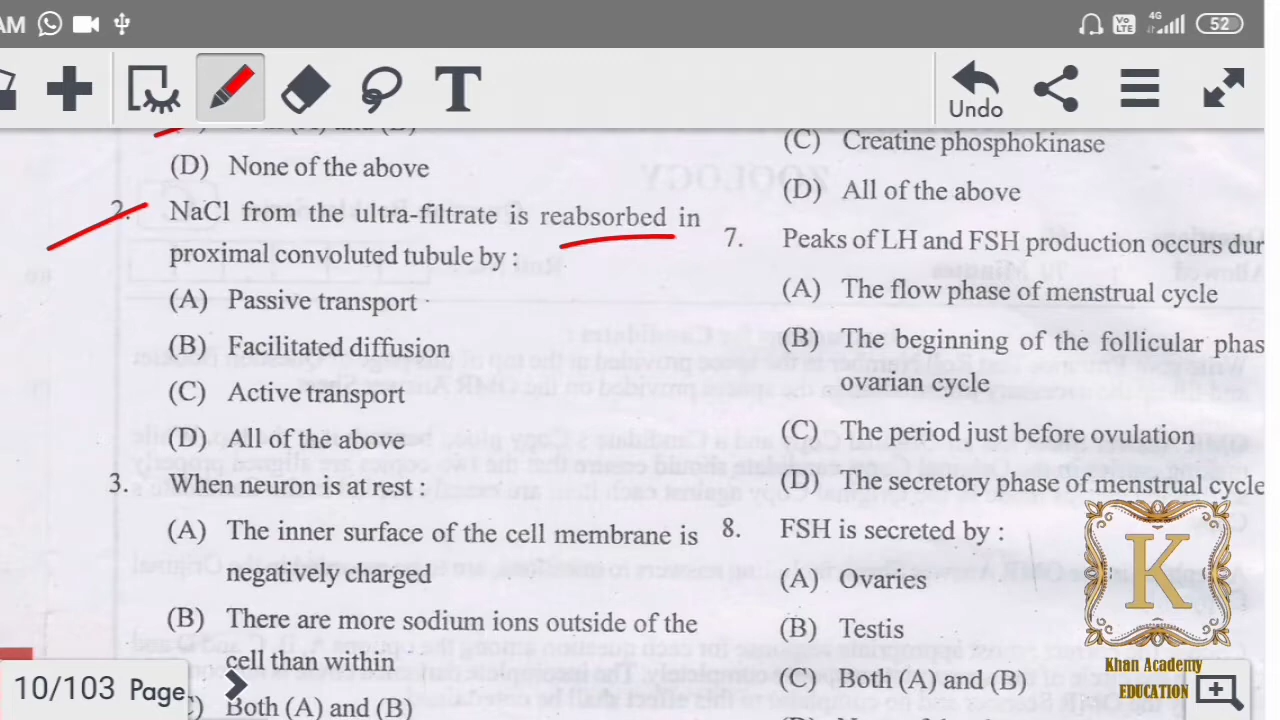 AM
4G
Vo
LTE
52
T
Undo
(D) None of the above
2. NaCl from the ultra-filtrate is reabsorbed in
proximal convoluted tubule by :
(A) Passive transport
(B) Facilitated diffusion
(C) Active transport
(D) All of the above
3. When neuron is at rest :
(A) The inner surface of the cell membrane is
negatively charged
(B) There are more sodium ions outside of the
cell than within
Both (A) and (B)
10/103 Page
(C) Creatine phosphokinase
(D) All of the above
7. Peaks of LH and FSH production occurs dur
(A) The flow phase of menstrual cycle
(B) The beginning of the follicular phas
ovarian cycle
(C) The period just before ovulation
(D) The secretory phase of menstrual cycle
8. FSH is secreted by :
(A) Ovaries
(B) Testis
(C) Both (A) and (B)
K
Khan Academy
EDUCATION